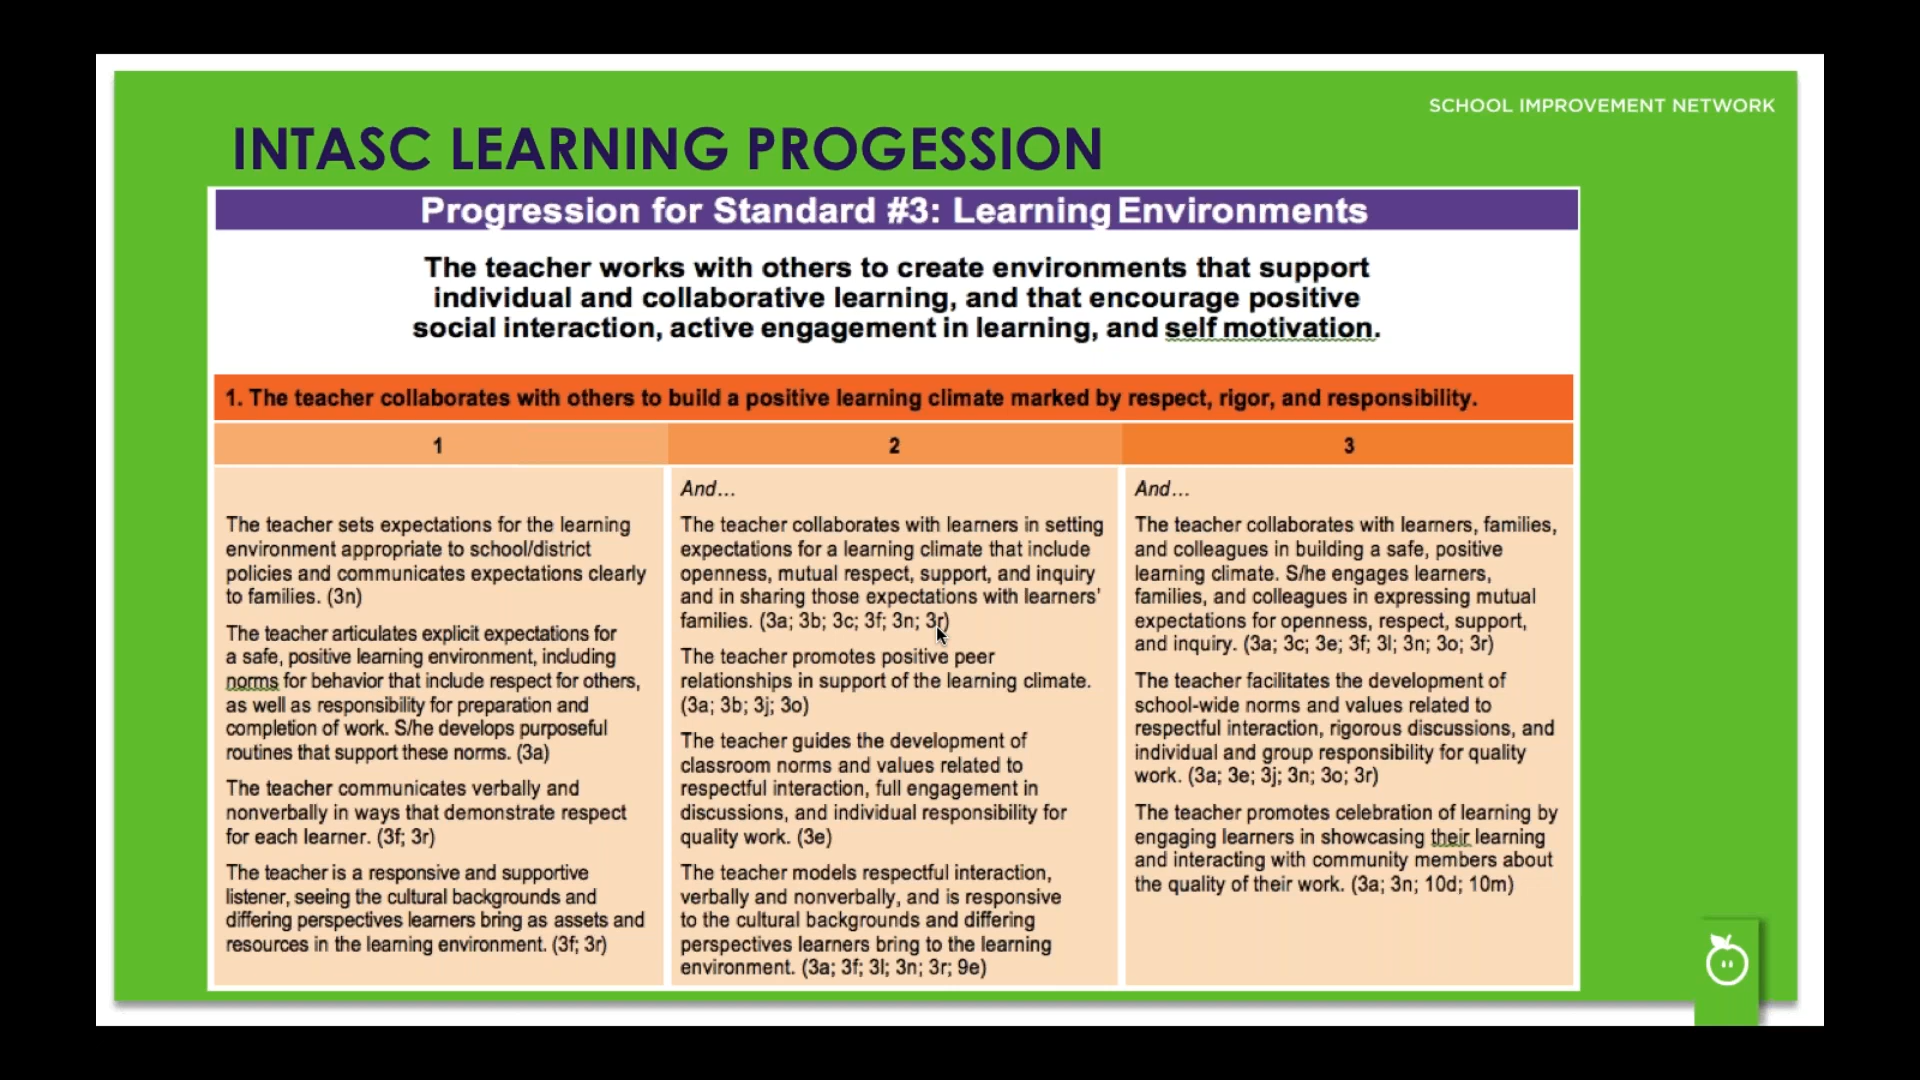 SCHOOL IMPROVEMENT NETWORK
INTASC LEARNING PROGESSION
Progression for Standard #3: Learning Environments
The teacher works with others to create environments that support
individual and collaborative learning, and that encourage positive
social interaction, active engagement in learning, and self motivation.
1. The teacher collaborates with others to build a positive learning climate marked by respect, rigor, and responsibility.
1
The teacher sets expectations for the learning
environment appropriate to school/district
policies and communicates expectations clearly
to families. (3n)
The teacher articulates explicit expectations for
a safe, positive learning environment, including
norms for behavior that include respect for others,
as well as responsibility for preparation and
completion of work. S/he develops purposeful
routines that support these norms. (3a)
The teacher communicates verbally and
nonverbally in ways that demonstrate respect
for each learner. (3f; 3r)
The teacher is a responsive and supportive
listener, seeing the cultural backgrounds and
differing perspectives learners bring as assets and
resources in the learning environment. (3f; 3r)
2
And...
The teacher collaborates with learners in setting
expectations for a learning climate that include
openness, mutual respect, support, and inquiry
and in sharing those expectations with learners'
families. (3a; 3b; 3c; 3f; 3n; 3r)
The teacher promotes positive peer
relationships in support of the learning climate.
(3a; 3b; 3j; 3o)
The teacher guides the development of
classroom norms and values related to
respectful interaction, full engagement in
discussions, and individual responsibility for
quality work. (3e)
The teacher models respectful interaction,
verbally and nonverbally, and is responsive
to the cultural backgrounds and differing
perspectives learners bring to the learning
environment. (3a; 3f; 3l; 3n; 3r; 9e)
3
And...
The teacher collaborates with learners, families,
and colleagues in building a safe, positive
learning climate. S/he engages learners,
families, and colleagues in expressing mutual
expectations for openness, respect, support,
and inquiry. (3a; 3c; 3e; 3f; 3l; 3n; 3o; 3r)
The teacher facilitates the development of
school-wide norms and values related to
respectful interaction, rigorous discussions, and
individual and group responsibility for quality
work. (3a; 3e; 3j; 3n; 3o; 3r)
The teacher promotes celebration of learning by
engaging learners in showcasing their learning
and interacting with community members about
the quality of their work. (3a; 3n; 10d; 10m)